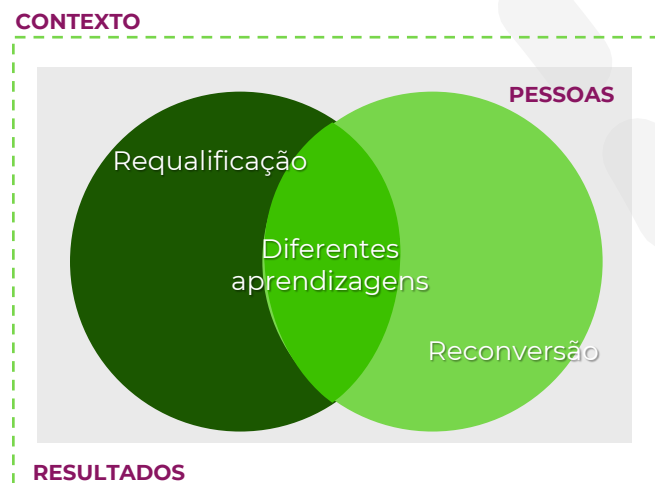 CONTEXTO
PESSOAS
Requalificação
Diferentes
aprendizagens
Reconversão
RESULTADOS